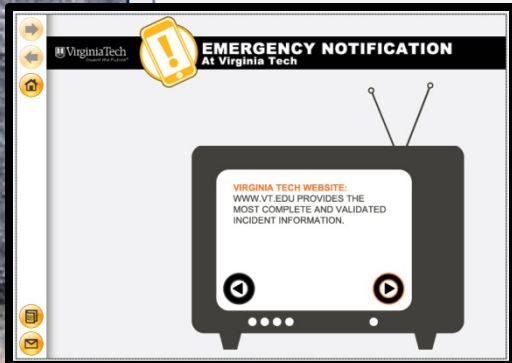 VirginiaTech
Invent the Future®
EMERGENCY NOTIFICATION
At Virginia Tech
VIRGINIA TECH WEBSITE:
WWW.VT.EDU PROVIDES THE
MOST COMPLETE AND VALIDATED
INCIDENT INFORMATION.